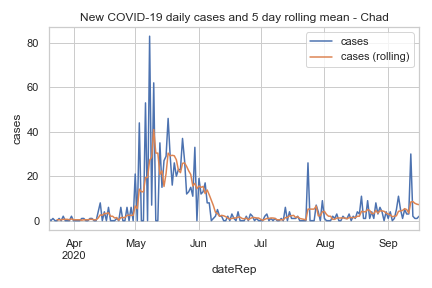 New COVID-19 daily cases and 5 day rolling mean - Chad
cases
cases (rolling)
80
60
40
20
0
cases
Apr
2020
May
Jun
Jul
Aug
Sep
dateRep